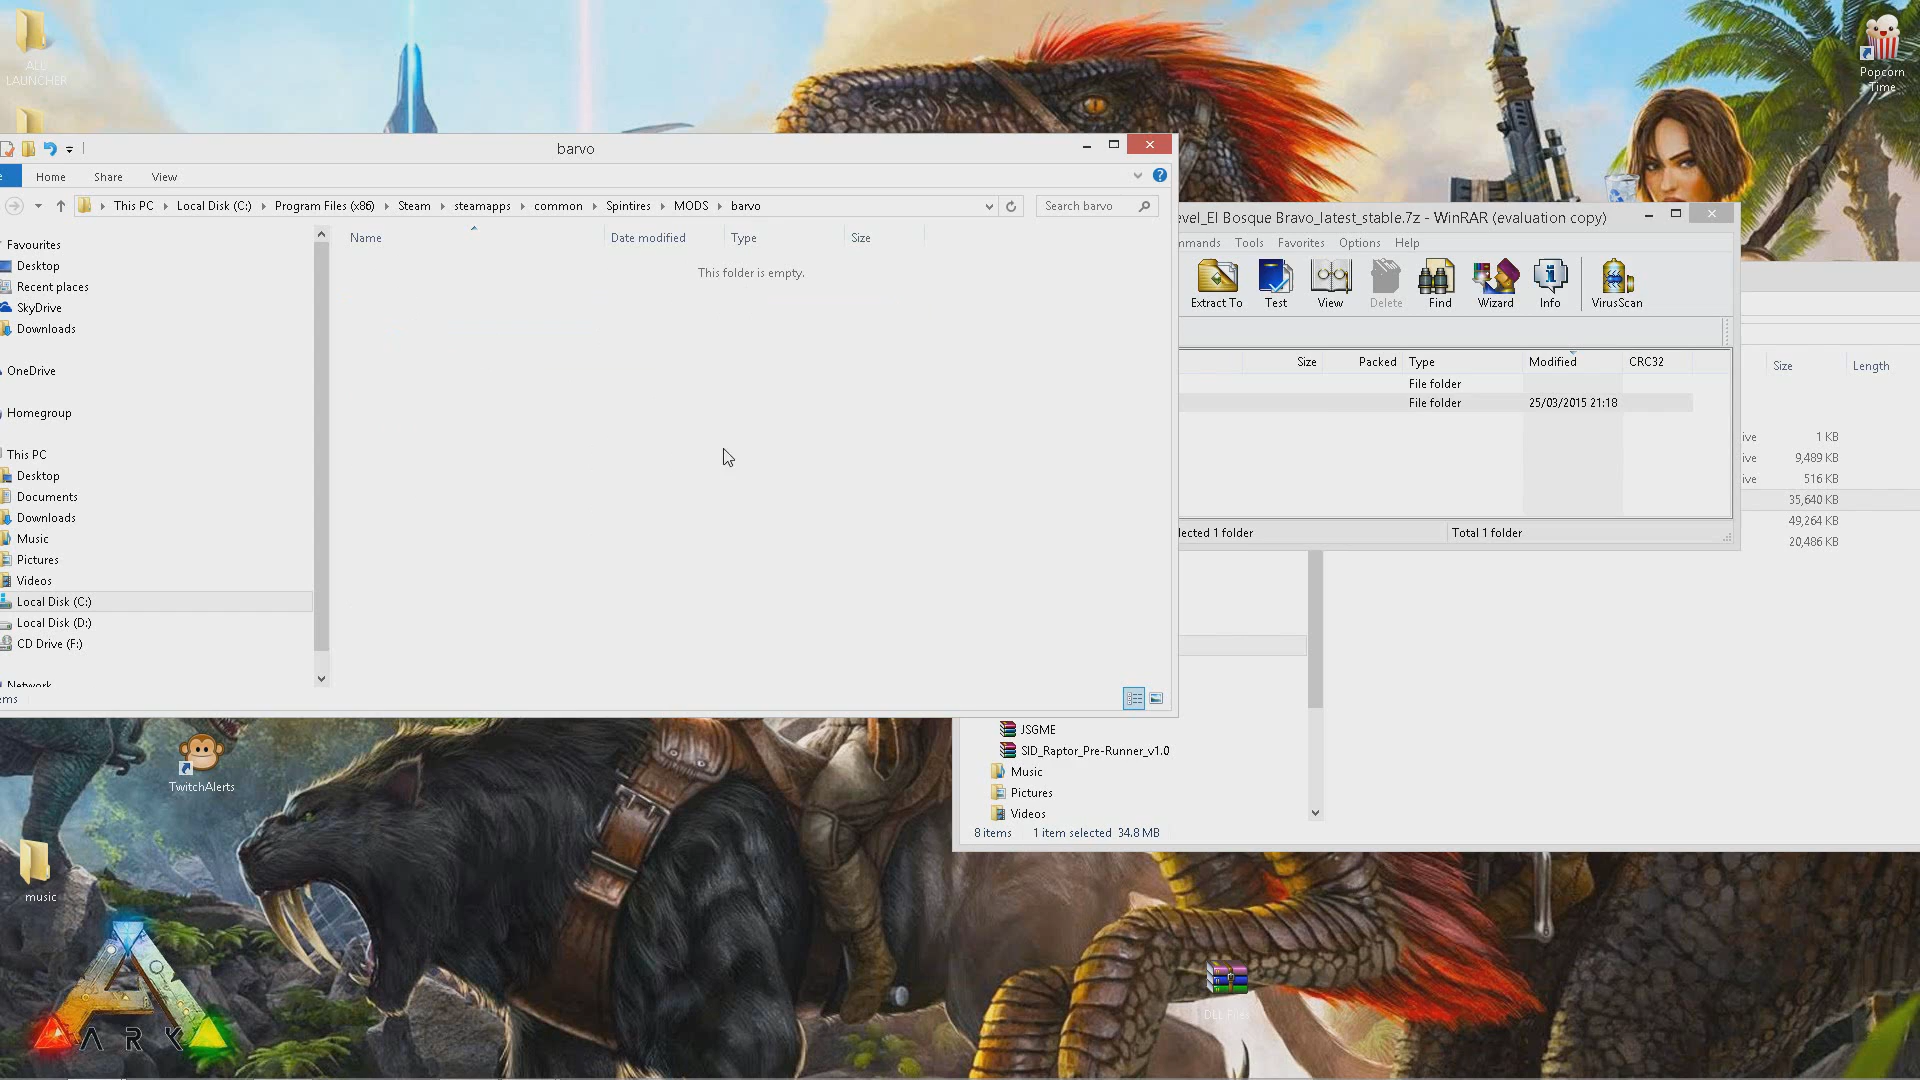 ALL
LAUNCHER
Popcorn
Time
barvo
Home Share View
This PC Local Disk (C:) Program Files (x86) Steam steamapps common Spintires MODS barvo
Search barvo
Name Date modified Type Size
This folder is empty.
Favourites
Desktop
Recent places
SkyDrive
Downloads
OneDrive
Homegroup
This PC
Desktop
Documents
Downloads
Music
Pictures
Videos
Local Disk (C:)
Local Disk (D:)
CD Drive (F:)
Network
ems
evel_El Bosque Bravo_latest_stable.7z - WinRAR (evaluation copy)
mmands Tools Favorites Options Help
Extract To Test View Delete Find Wizard Info VirusScan
Size Packed Type Modified CRC32
File folder
File folder 25/03/2015 21:18
lected 1 folder Total 1 folder
Size Length
ive 1 KB
ive 9,489 KB
ive 516 KB
35,640 KB
49,264 KB
20,486 KB
JSGME
SID_Raptor_Pre-Runner_v1.0
Music
Pictures
Videos
8 items 1 item selected 34.8 MB
TwitchAlerts
music
ARK
DLL Files